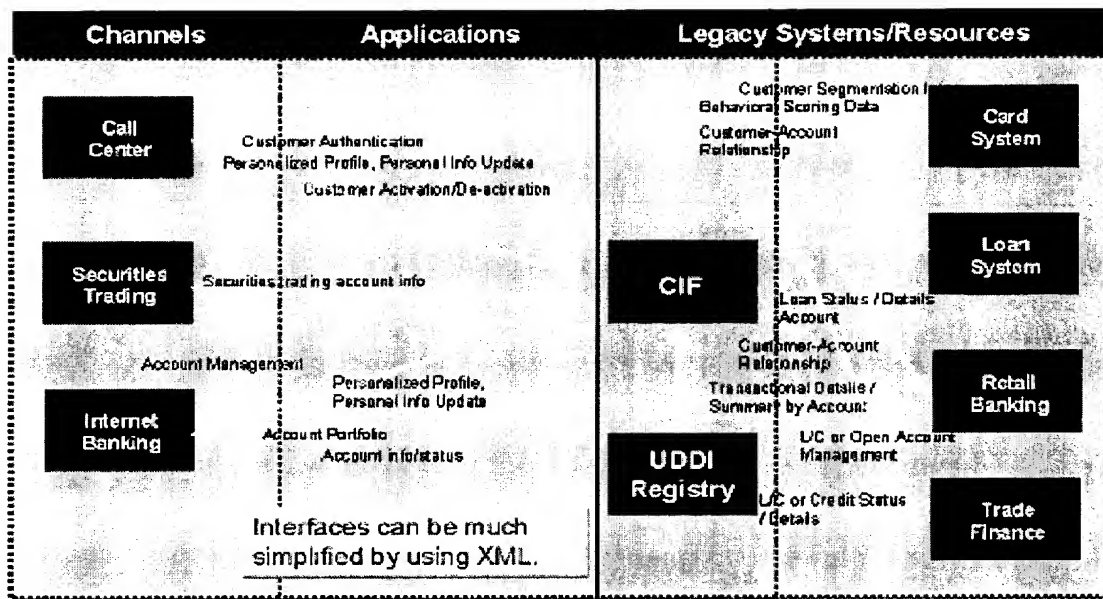 Channels
Applications
Legacy Systems/Resources
Call
Center
Customer Authentication
Personalized Profile, Personal Info Update
Customer Activation/De-activation
Securities
Trading
Securities trading account info
Account Management
Internet
Banking
Personalized Profile,
Personal Info Update
Account Portfolio
Account info/status
Interfaces can be much
simplified by using XML.
Customer Segmentation
Behavioral Scoring Data
Customer-Account
Relationship
Card
System
CIF
Loan
System
Loan Status / Details
Account
Customer-Account
Relationship
Transactional Details /
Summary by Account
Retail
Banking
L/C or Open Account
Management
UDDI
Registry
L/C or Credit Status
/ Details
Trade
Finance